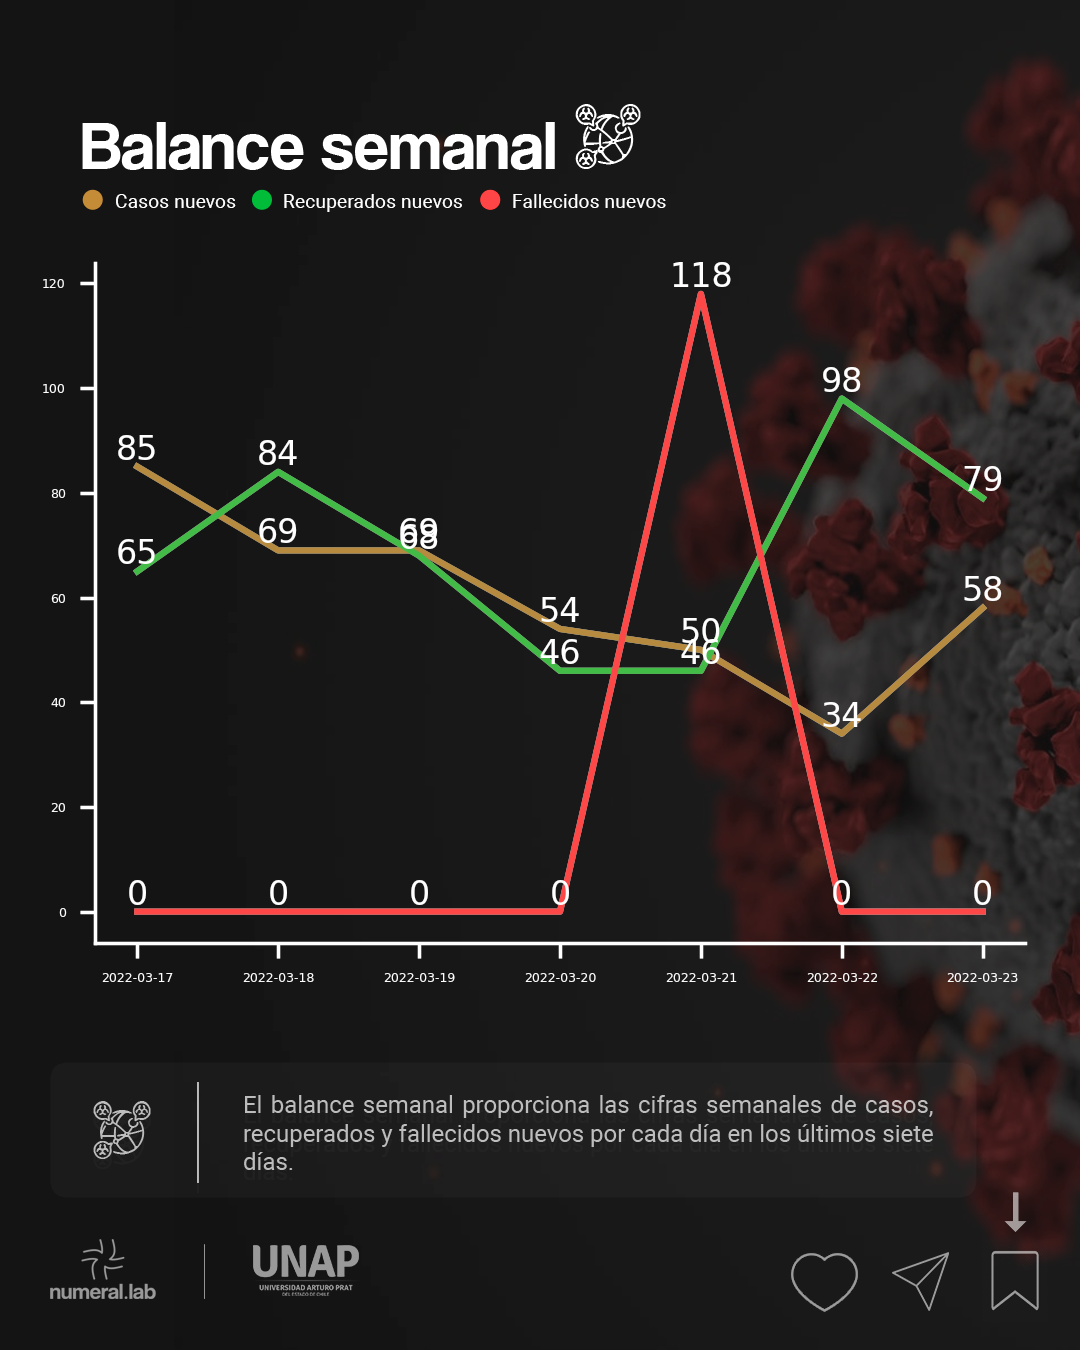 Balance semanal
Casos nuevos Recuperados nuevos Fallecidos nuevos
120
100
80
60
40
20
0
118
98
85
84
79
69
69
68
65
58
54
50
46
46
34
0 0 0 0 0 0
2022-03-17 2022-03-18 2022-03-19 2022-03-20 2022-03-21 2022-03-22 2022-03-23
El balance semanal proporciona las cifras semanales de casos,
recuperados y fallecidos nuevos por cada día en los últimos siete
días.
numeral.lab
UNAP
UNIVERSIDAD ARTURO PRAT
DEL ESTADO DE CHILE